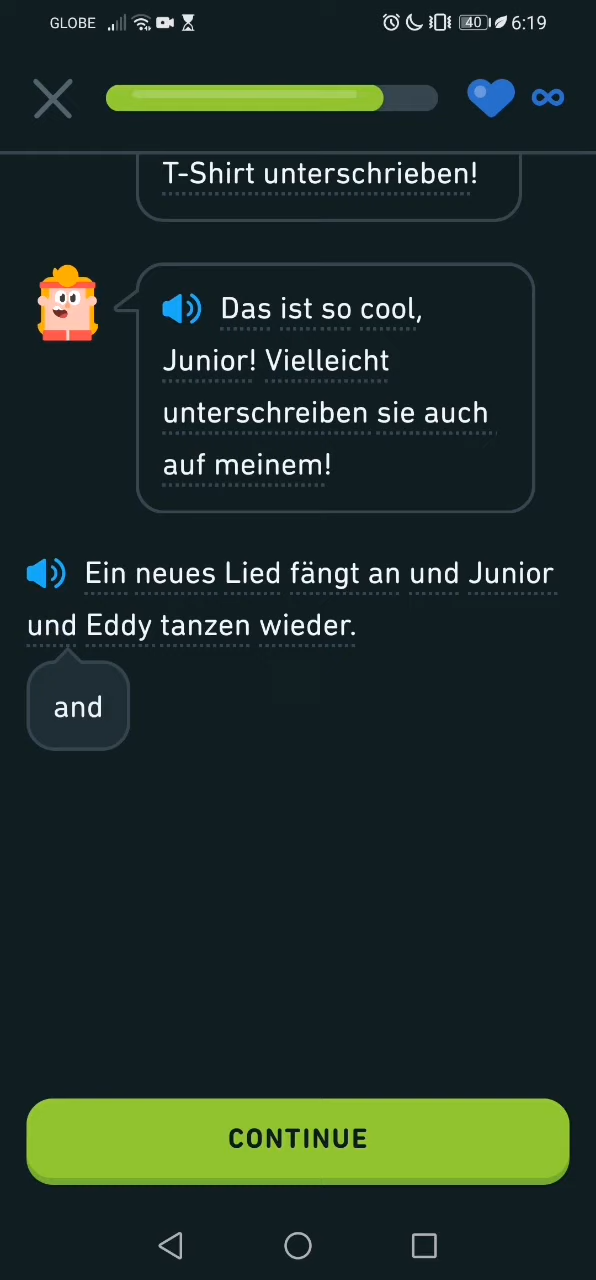 GLOBE 40 6:19
T-Shirt unterschrieben!
Das ist so cool,
Junior! Vielleicht
unterschreiben sie auch
auf meinem!
Ein neues Lied fängt an und Junior
und Eddy tanzen wieder.
and
CONTINUE